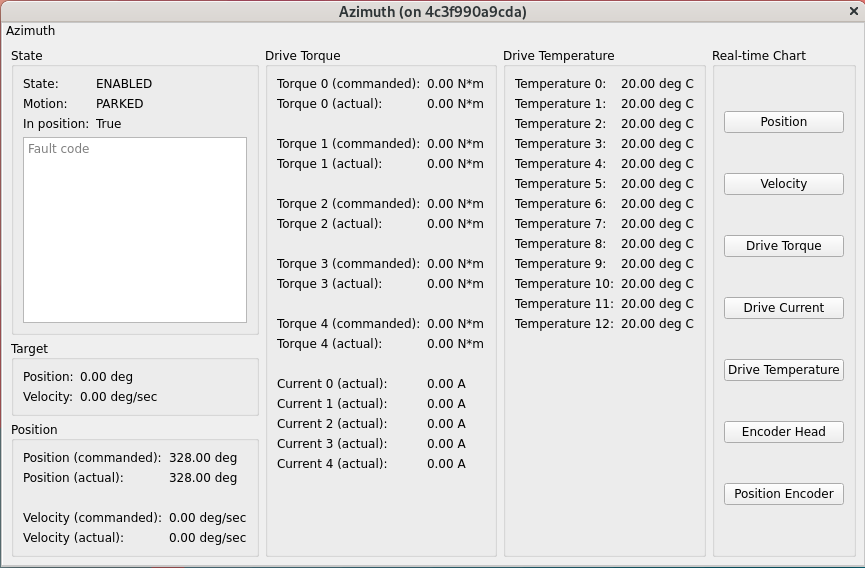 Azimuth (on 4c3f990a9cda)
Azimuth
State
State: ENABLED
Motion: PARKED
In position: True
Fault code
Target
Position: 0.00 deg
Velocity: 0.00 deg/sec
Position
Position (commanded): 328.00 deg
Position (actual): 328.00 deg
Velocity (commanded): 0.00 deg/sec
Velocity (actual): 0.00 deg/sec
Drive Torque
Torque 0 (commanded): 0.00 N*m
Torque 0 (actual): 0.00 N*m
Torque 1 (commanded): 0.00 N*m
Torque 1 (actual): 0.00 N*m
Torque 2 (commanded): 0.00 N*m
Torque 2 (actual): 0.00 N*m
Torque 3 (commanded): 0.00 N*m
Torque 3 (actual): 0.00 N*m
Torque 4 (commanded): 0.00 N*m
Torque 4 (actual): 0.00 N*m
Current 0 (actual): 0.00 A
Current 1 (actual): 0.00 A
Current 2 (actual): 0.00 A
Current 3 (actual): 0.00 A
Current 4 (actual): 0.00 A
Drive Temperature
Temperature 0: 20.00 deg C
Temperature 1: 20.00 deg C
Temperature 2: 20.00 deg C
Temperature 3: 20.00 deg C
Temperature 4: 20.00 deg C
Temperature 5: 20.00 deg C
Temperature 6: 20.00 deg C
Temperature 7: 20.00 deg C
Temperature 8: 20.00 deg C
Temperature 9: 20.00 deg C
Temperature 10: 20.00 deg C
Temperature 11: 20.00 deg C
Temperature 12: 20.00 deg C
Real-time Chart
Position
Velocity
Drive Torque
Drive Current
Drive Temperature
Encoder Head
Position Encoder